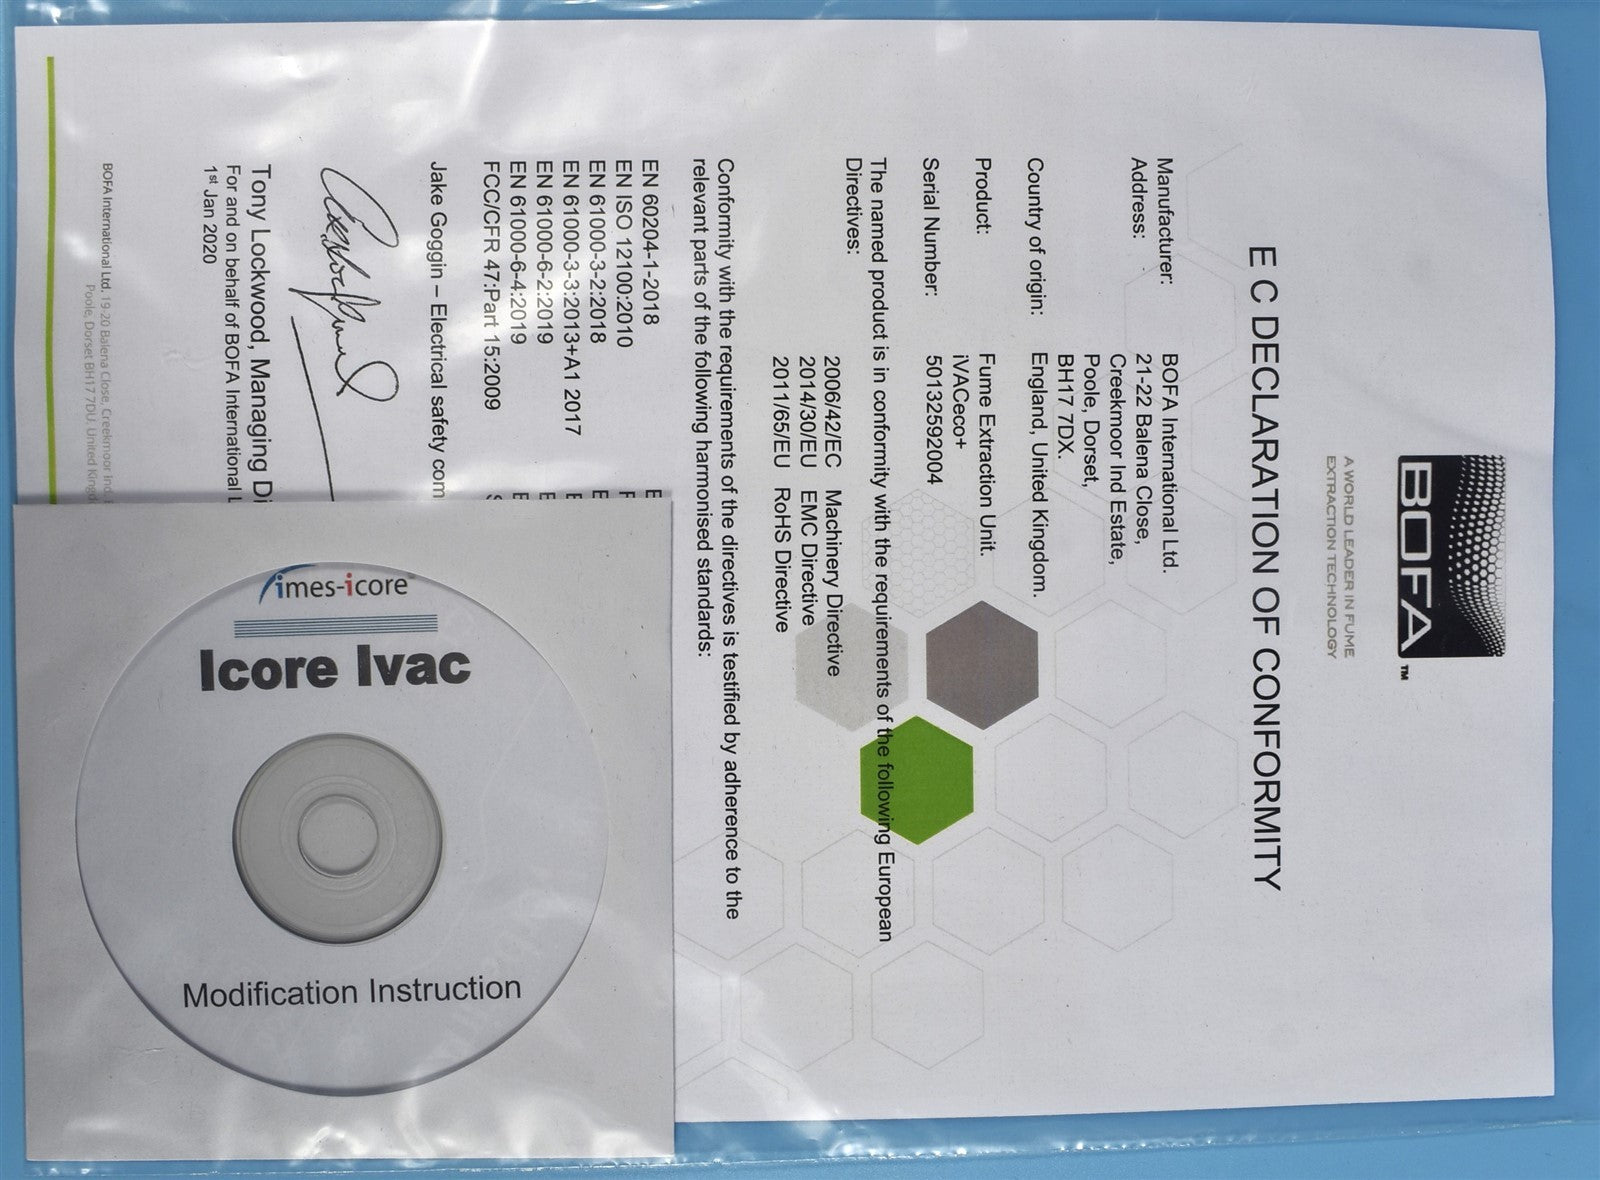 BOFA™
A WORLD LEADER IN FUME
EXTRACTION TECHNOLOGY
E C DECLARATION OF CONFORMITY
Manufacturer: BOFA International Ltd.
Address: 21-22 Balena Close,
Creekmoor Ind Estate,
Poole, Dorset,
BH17 7DX.
Country of origin: England, United Kingdom.
Product: Fume Extraction Unit.
iVACeco+
Serial Number: 50132592004
The named product is in conformity with the requirements of the following European
Directives:
2006/42/EC Machinery Directive
2014/30/EU EMC Directive
2011/65/EU RoHS Directive
Conformity with the requirements of the directives is testified by adherence to the
relevant parts of the following harmonised standards:
EN 60204-1-2018
EN ISO 12100:2010
EN 61000-3-2:2018
EN 61000-3-3:2013+A1 2017
EN 61000-6-2:2019
EN 61000-6-4:2019
FCC/CFR 47:Part 15:2009
Jake Goggin – Electrical safety com
Tony Lockwood, Managing Di
For and on behalf of BOFA International L
1st Jan 2020
BOFA International Ltd. 19-20 Balena Close, Creekmoor Ind.
Poole, Dorset BH17 7DU. United Kingd
imes-icore
Icore Ivac
Modification Instruction